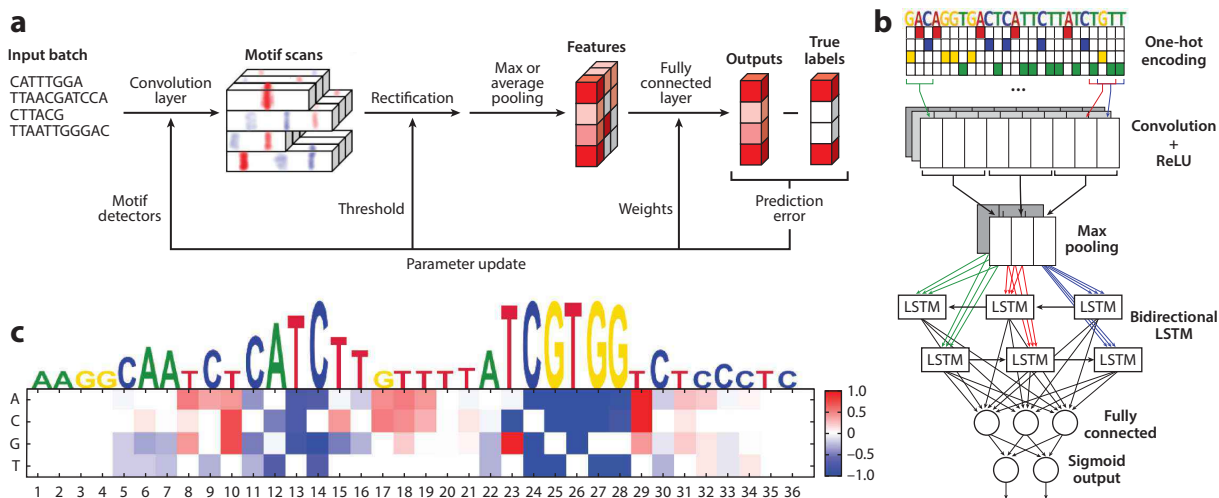 a
Input batch
CATTTGGA
TTAACGATCCA
CTTACG
TTAATTGGGAC
Convolution
layer
Motif scans
Rectification
Max or
average
pooling
Features
Fully
connected
layer
Outputs
True
labels
Motif
detectors
Threshold
Weights
Prediction
error
Parameter update
b
GACAGGTGACTCATTCTTATCTGTT
One-hot
encoding
...
Convolution
+
ReLU
Max
pooling
LSTM LSTM LSTM
LSTM LSTM LSTM
Bidirectional
LSTM
Fully
connected
Sigmoid
output
c
AAGGCAATCTCATCTTGTTTTATCGTGGTCTCCCTC
A
C
G
T
1.0
0.5
0
−0.5
−1.0
1 2 3 4 5 6 7 8 9 10 11 12 13 14 15 16 17 18 19 20 21 22 23 24 25 26 27 28 29 30 31 32 33 34 35 36